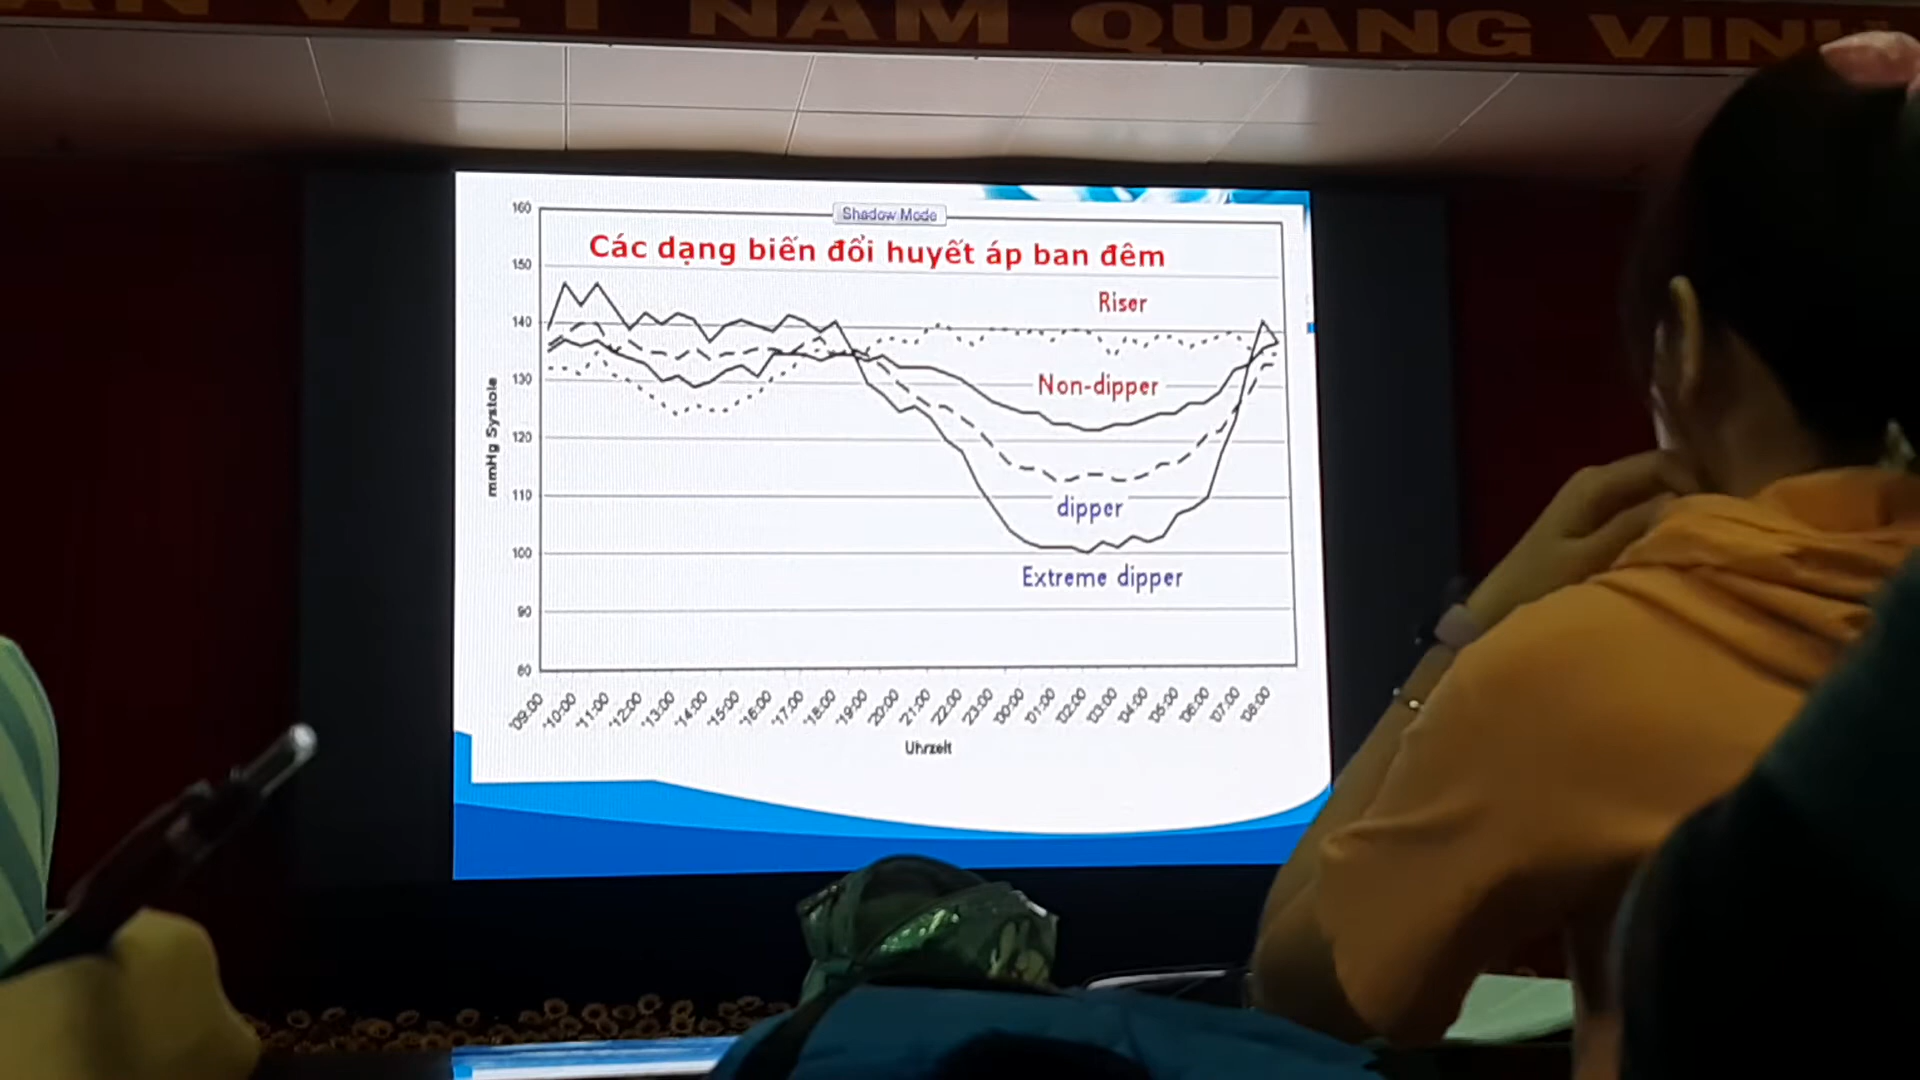 VIỆT NAM QUANG VINH
Shadow Mode
Các dạng biến đổi huyết áp ban đêm
160
150
140
130
120
110
100
90
80
mmHg Systole
Riser
Non-dipper
dipper
Extreme dipper
'09:00 '10:00 '11:00 '12:00 '13:00 '14:00 '15:00 '16:00 '17:00 '18:00 '19:00 '20:00 '21:00 '22:00 '23:00 '00:00 '01:00 '02:00 '03:00 '04:00 '05:00 '06:00 '07:00 '08:00
Uhrzeit